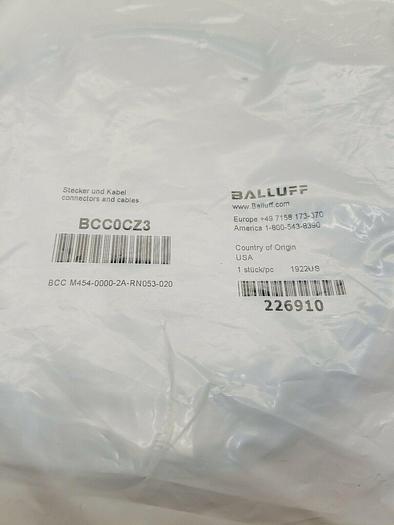 Stecker und Kabel
connectors and cables
BCC0CZ3
BCC M454-0000-2A-RN053-020
BALLUFF
www.Balluff.com
Europe +49 7158 173-370
America 1-800-543-8390
Country of Origin
USA
1 stück/pc 1922US
226910